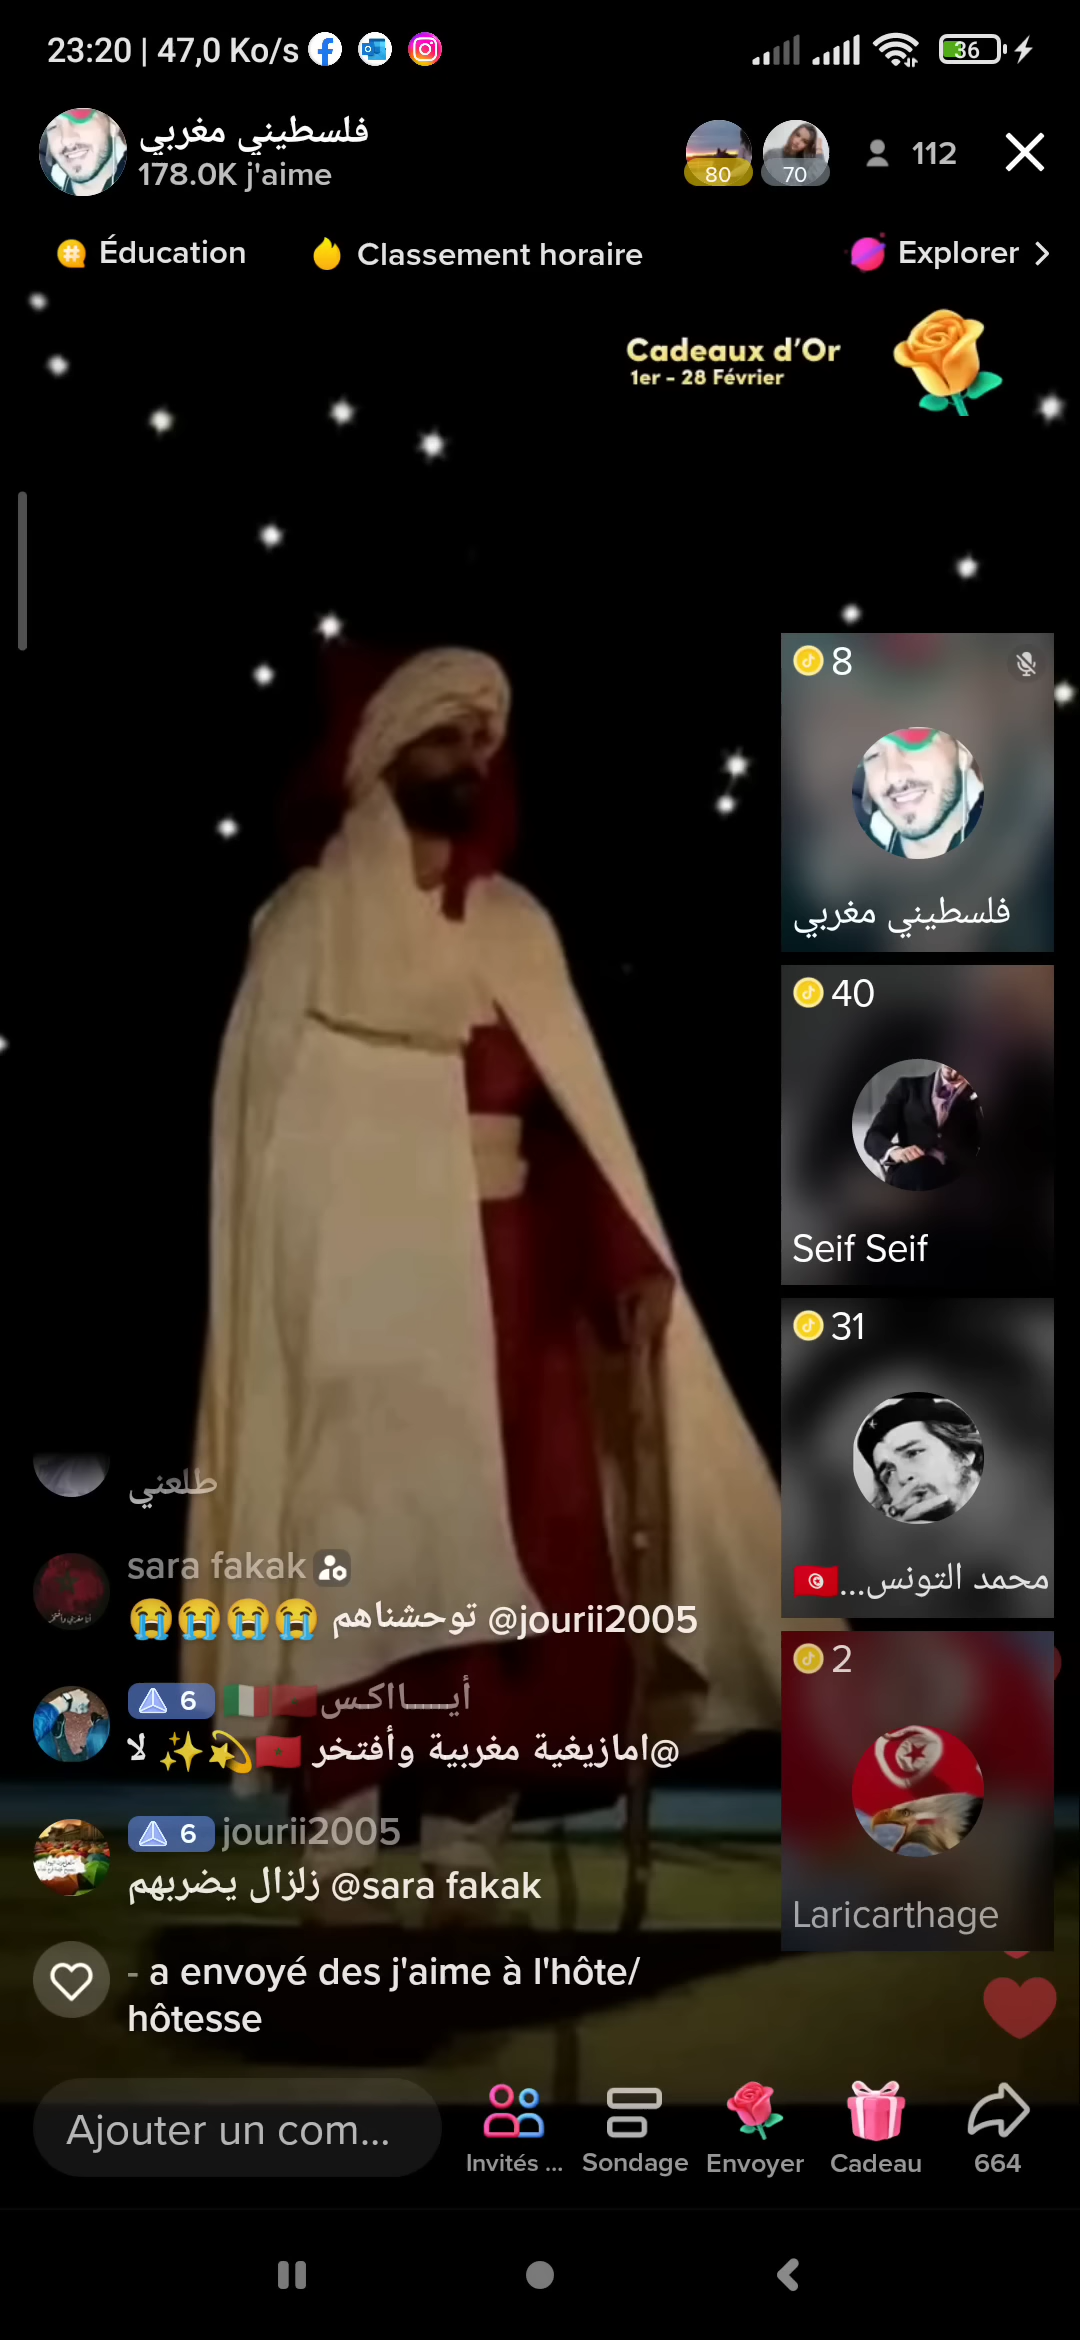 23:20 | 47,0 Ko/s
36
فلسطيني مغربي
178.0K j'aime
80
70
112
Éducation
Classement horaire
Explorer
Cadeaux d'Or
1er - 28 Février
8
فلسطيني مغربي
40
Seif Seif
31
محمد التونس...🇹🇳
2
Laricarthage
طلعني
sara fakak
@jourii2005 توحشناهم 😭😭😭😭
6 🇮🇹🇲🇦أيـــــااكـس
@امازيغية مغربية وأفتخر 🇲🇦💫✨ لا
6 jourii2005
زلزال يضربهم @sara fakak
- a envoyé des j'aime à l'hôte/
hôtesse
Ajouter un com...
Invités ...
Sondage
Envoyer
Cadeau
664